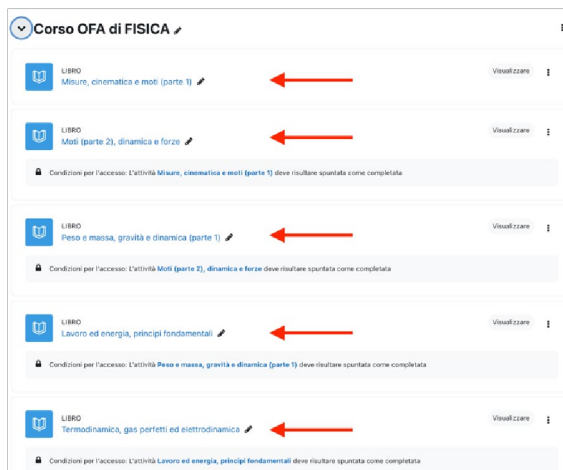 Corso OFA di FISICA
LIBRO
Misure, cinematica e moti (parte 1)
Visualizzare
LIBRO
Moti (parte 2), dinamica e forze
Visualizzare
Condizioni per l'accesso: L'attività Misure, cinematica e moti (parte 1) deve risultare spuntata come completata
LIBRO
Peso e massa, gravità e dinamica (parte 1)
Visualizzare
Condizioni per l'accesso: L'attività Moti (parte 2), dinamica e forze deve risultare spuntata come completata
LIBRO
Lavoro ed energia, principi fondamentali
Visualizzare
Condizioni per l'accesso: L'attività Peso e massa, gravità e dinamica (parte 1) deve risultare spuntata come completata
LIBRO
Termodinamica, gas perfetti ed elettrodinamica
Visualizzare
Condizioni per l'accesso: L'attività Lavoro ed energia, principi fondamentali deve risultare spuntata come completata